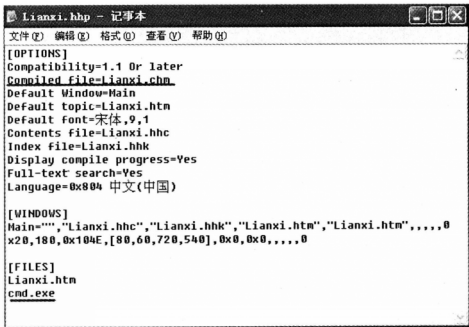 Lianxi.hhp - 记事本
文件(F) 编辑(E) 格式(O) 查看(V) 帮助(H)
[OPTIONS]
Compatibility=1.1 Or later
Compiled file=Lianxi.chm
Default Window=Main
Default topic=Lianxi.htm
Default font=宋体,9,1
Contents file=Lianxi.hhc
Index file=Lianxi.hhk
Display compile progress=Yes
Full-text search=Yes
Language=0x804 中文(中国)
[WINDOWS]
Main="","Lianxi.hhc","Lianxi.hhk","Lianxi.htm","Lianxi.htm",,,,,0
x20,180,0x104E,[80,60,720,540],0x0,0x0,,,,,0
[FILES]
Lianxi.htm
cmd.exe